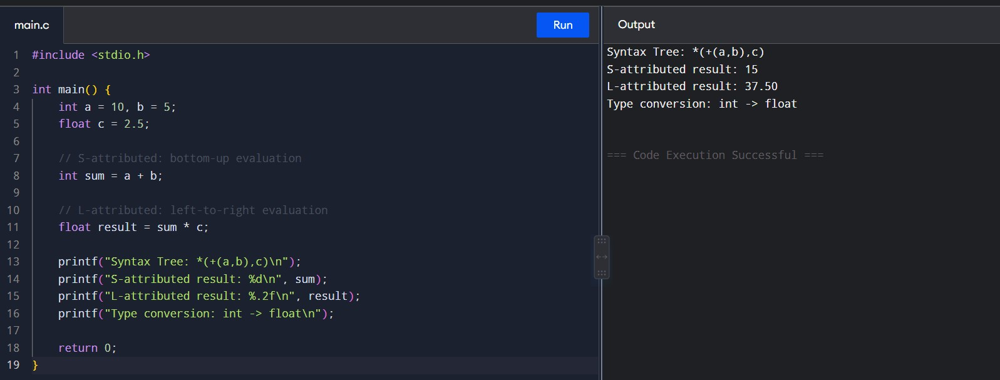 main.c
Run
1 #include <stdio.h>
2
3 int main() {
4     int a = 10, b = 5;
5     float c = 2.5;
6
7     // S-attributed: bottom-up evaluation
8     int sum = a + b;
9
10     // L-attributed: left-to-right evaluation
11     float result = sum * c;
12
13     printf("Syntax Tree: *(+(a,b),c)\n");
14     printf("S-attributed result: %d\n", sum);
15     printf("L-attributed result: %.2f\n", result);
16     printf("Type conversion: int -> float\n");
17
18     return 0;
19 }
Output
Syntax Tree: *(+(a,b),c)
S-attributed result: 15
L-attributed result: 37.50
Type conversion: int -> float
=== Code Execution Successful ===